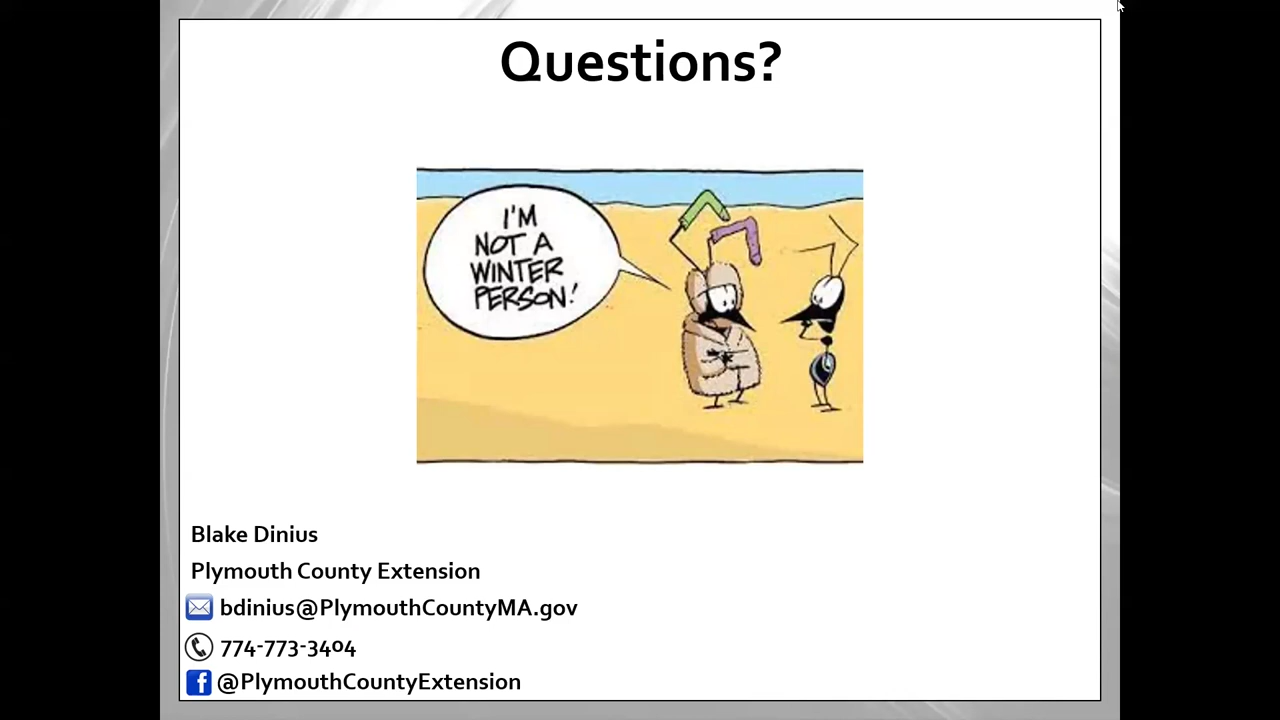 Questions?
I'M
NOT A
WINTER
PERSON!
Blake Dinius
Plymouth County Extension
bdinius@PlymouthCountyMA.gov
774-773-3404
@PlymouthCountyExtension